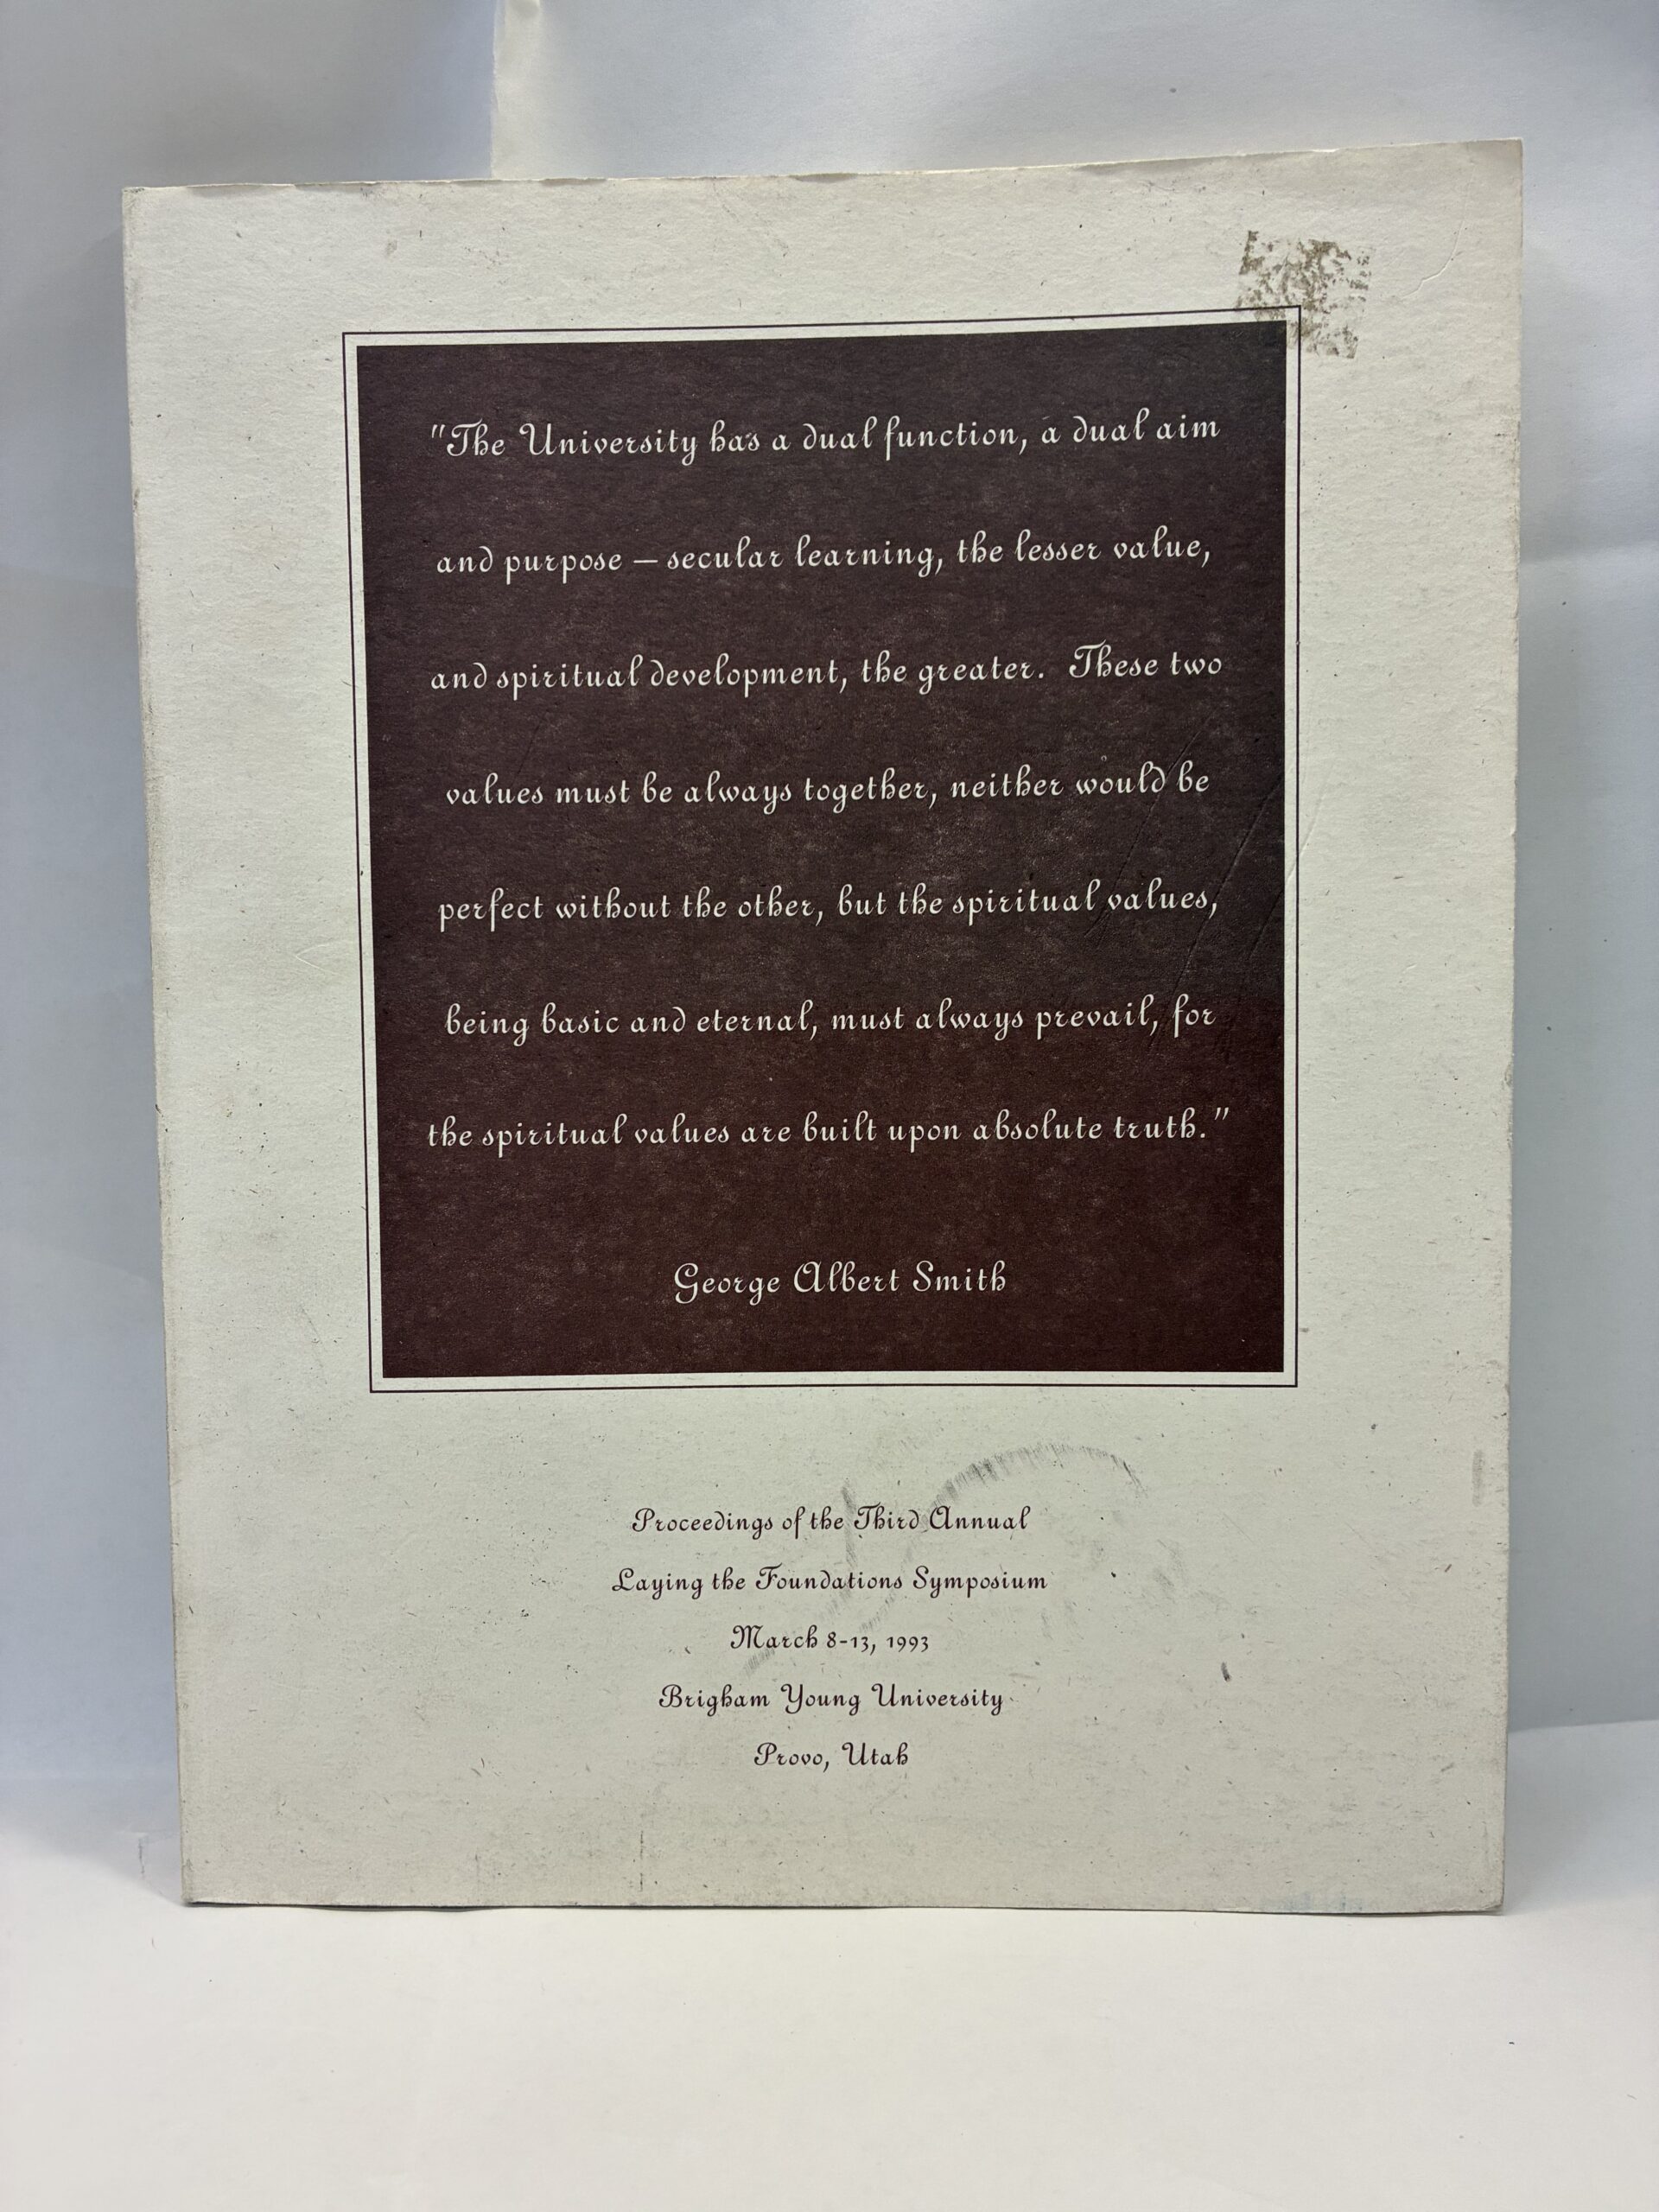 "The University has a dual function, a dual aim
and purpose – secular learning, the lesser value,
and spiritual development, the greater. These two
values must be always together, neither would be
perfect without the other, but the spiritual values,
being basic and eternal, must always prevail, for
the spiritual values are built upon absolute truth."
George Albert Smith
Proceedings of the Third Annual
Laying the Foundations Symposium
March 8-13, 1993
Brigham Young University
Provo, Utah